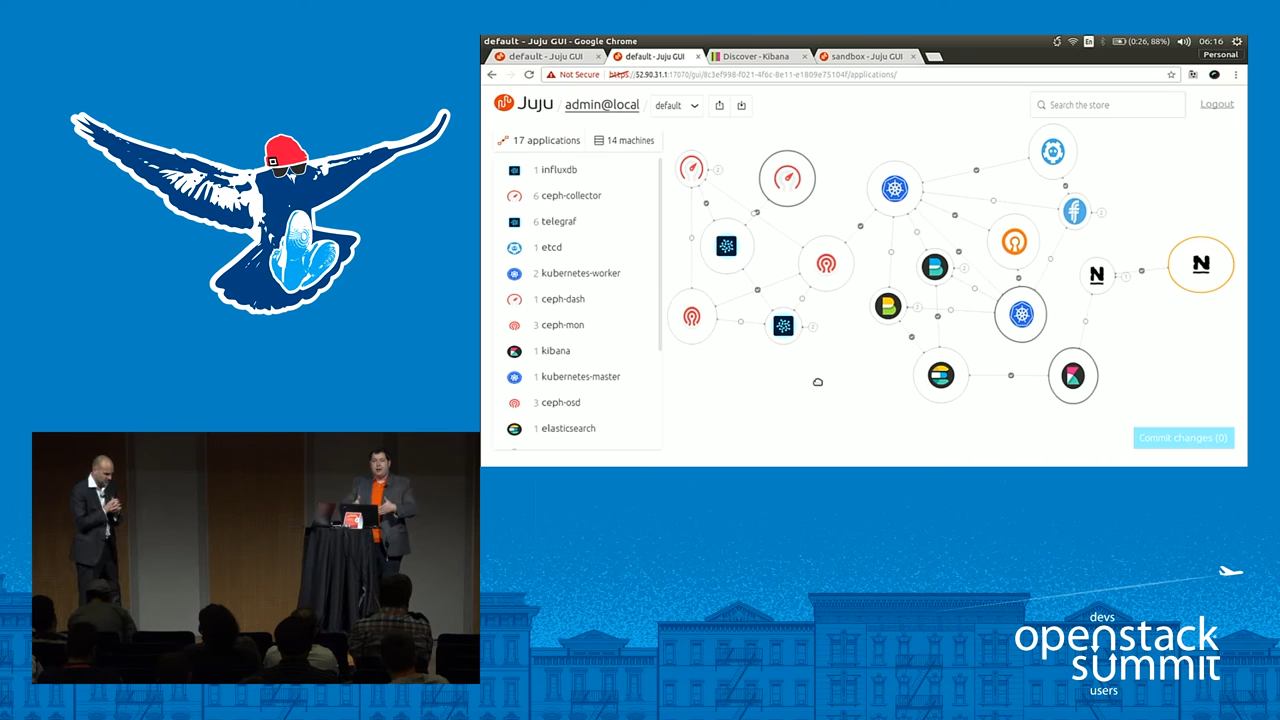 default - Juju GUI - Google Chrome
En
(0:26, 88%)
06:16
default - Juju GUI
default - Juju GUI
Discover - Kibana
sandbox - Juju GUI
Personal
Not Secure
https://52.90.31.1:17070/gui/8c3ef998-f021-4f6c-8e11-e1809e75104f/applications/
JUJU
admin@local
default
Search the store
Logout
17 applications
14 machines
1 influxdb
6 ceph-collector
6 telegraf
1 etcd
2 kubernetes-worker
1 ceph-dash
3 ceph-mon
1 kibana
1 kubernetes-master
3 ceph-osd
1 elasticsearch
Commit changes (0)
devs
openstack
summit
users